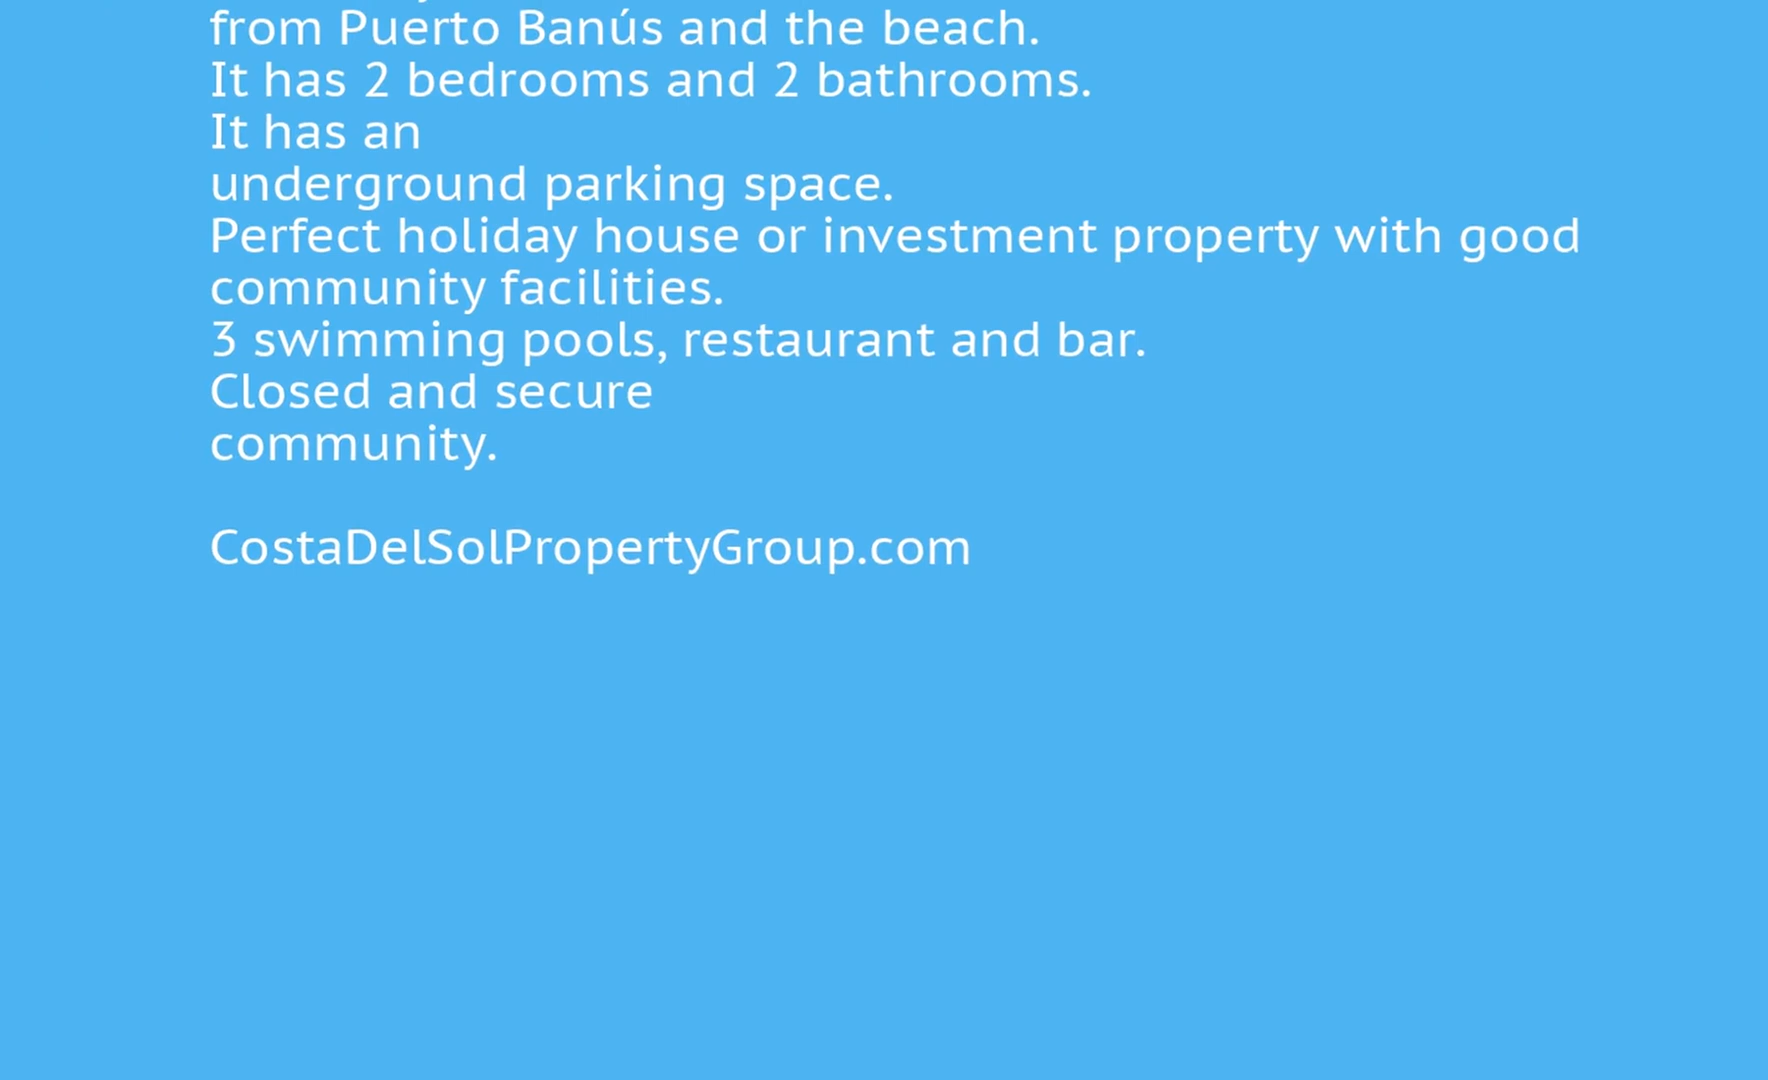 from Puerto Banús and the beach.
It has 2 bedrooms and 2 bathrooms.
It has an
underground parking space.
Perfect holiday house or investment property with good
community facilities.
3 swimming pools, restaurant and bar.
Closed and secure
community.
CostaDelSolPropertyGroup.com